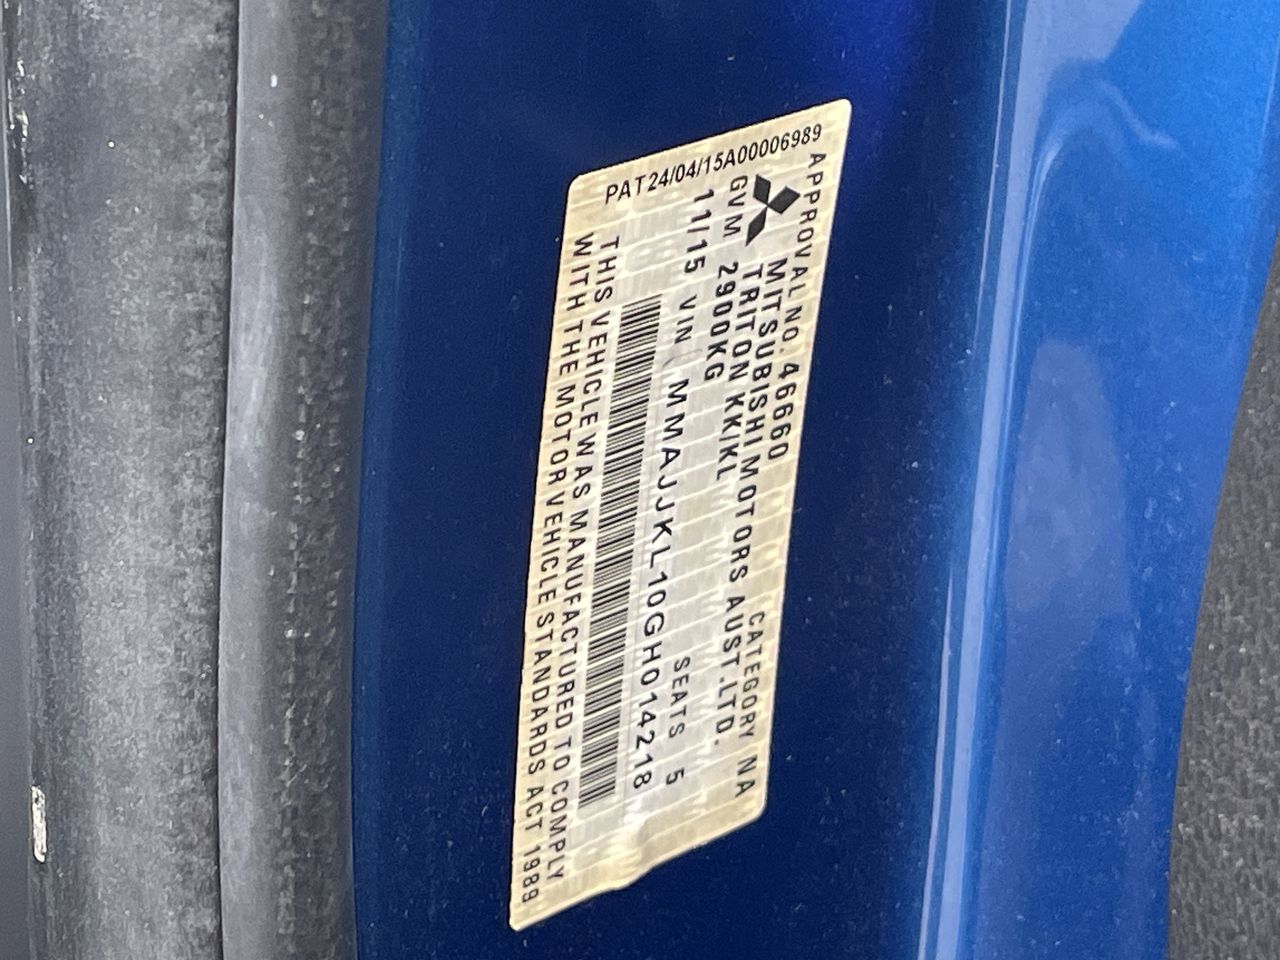 PAT24/04/15A00006989
APPROVAL NO. 46660 CATEGORY NA
MITSUBISHI MOTORS AUST.LTD.
TRITON KK/KL
GVM 2900KG SEATS 5
11/15 VIN MMAJJKL10GH014218
THIS VEHICLE WAS MANUFACTURED TO COMPLY
WITH THE MOTOR VEHICLE STANDARDS ACT 1989